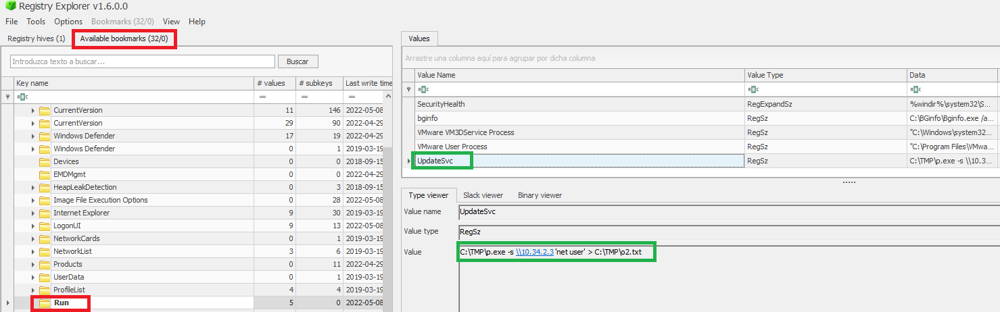 Registry Explorer v1.6.0.0
File Tools Options Bookmarks (32/0) View Help
Registry hives (1) Available bookmarks (32/0)
Introduzca texto a buscar... Buscar
Key name # values # subkeys Last write time
= = =
CurrentVersion 11 146 2022-05-08
CurrentVersion 29 90 2022-04-29
Windows Defender 17 19 2022-04-29
Windows Defender 0 1 2019-03-19
Devices 0 0 2018-09-15
EMDMgmt 0 0 2022-04-29
HeapLeakDetection 0 3 2018-09-15
Image File Execution Options 0 28 2022-05-08
Internet Explorer 9 30 2019-03-19
LogonUI 9 13 2022-05-08
NetworkCards 0 1 2019-03-19
NetworkList 3 6 2019-03-19
Products 0 11 2022-04-29
UserData 0 1 2019-03-19
ProfileList 4 4 2019-03-19
Run 5 0 2022-05-08
Values
Arrastre una columna aquí para agrupar por dicha columna
Value Name Value Type Data
SecurityHealth RegExpandSz %windir%\system32\S...
bginfo RegSz C:\BGinfo\Bginfo.exe /a...
VMware VM3DService Process RegSz "C:\Windows\system32...
VMware User Process RegSz "C:\Program Files\VMwa...
UpdateSvc RegSz C:\TMP\p.exe -s \\10.3...
Type viewer Slack viewer Binary viewer
Value name UpdateSvc
Value type RegSz
Value C:\TMP\p.exe -s \\10.34.2.3 'net user' > C:\TMP\o2.txt